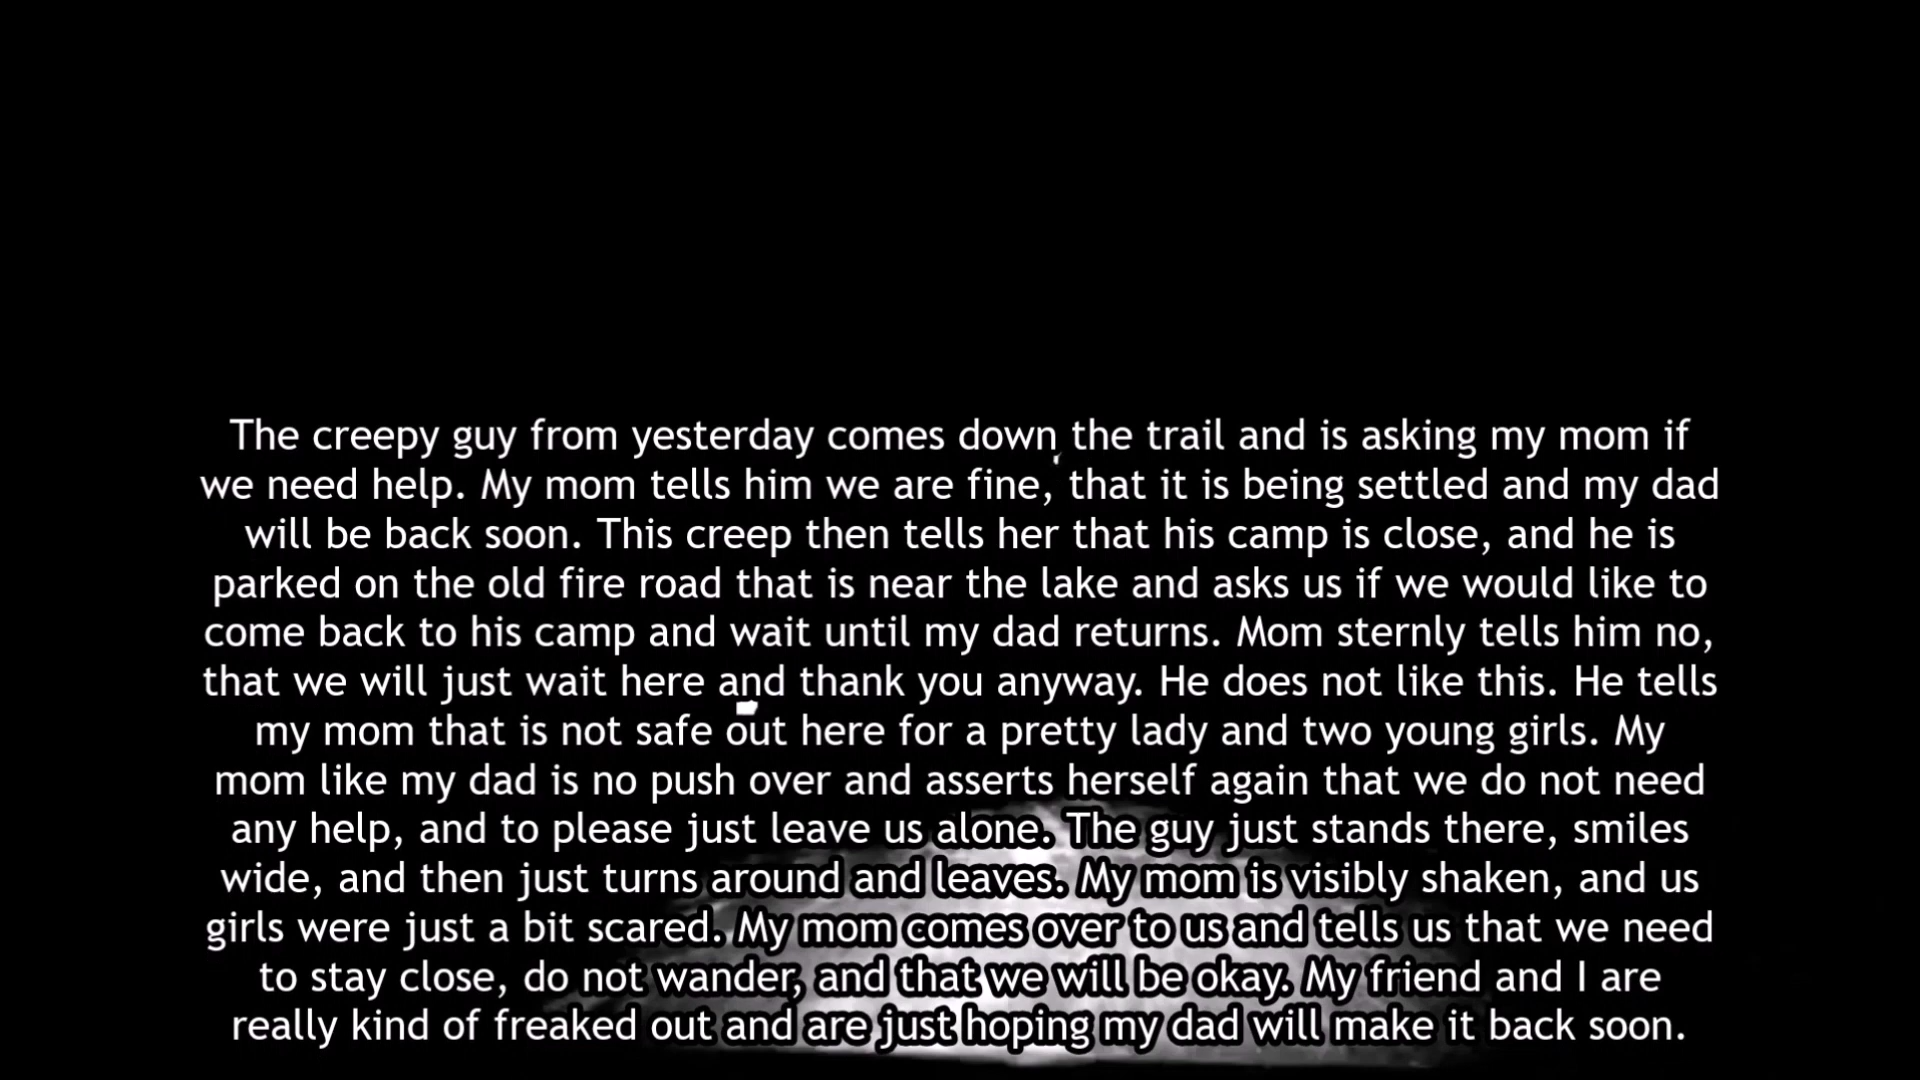 The creepy guy from yesterday comes down the trail and is asking my mom if
we need help. My mom tells him we are fine, that it is being settled and my dad
will be back soon. This creep then tells her that his camp is close, and he is
parked on the old fire road that is near the lake and asks us if we would like to
come back to his camp and wait until my dad returns. Mom sternly tells him no,
that we will just wait here and thank you anyway. He does not like this. He tells
my mom that is not safe out here for a pretty lady and two young girls. My
mom like my dad is no push over and asserts herself again that we do not need
any help, and to please just leave us alone. The guy just stands there, smiles
wide, and then just turns around and leaves. My mom is visibly shaken, and us
girls were just a bit scared. My mom comes over to us and tells us that we need
to stay close, do not wander, and that we will be okay. My friend and I are
really kind of freaked out and are just hoping my dad will make it back soon.